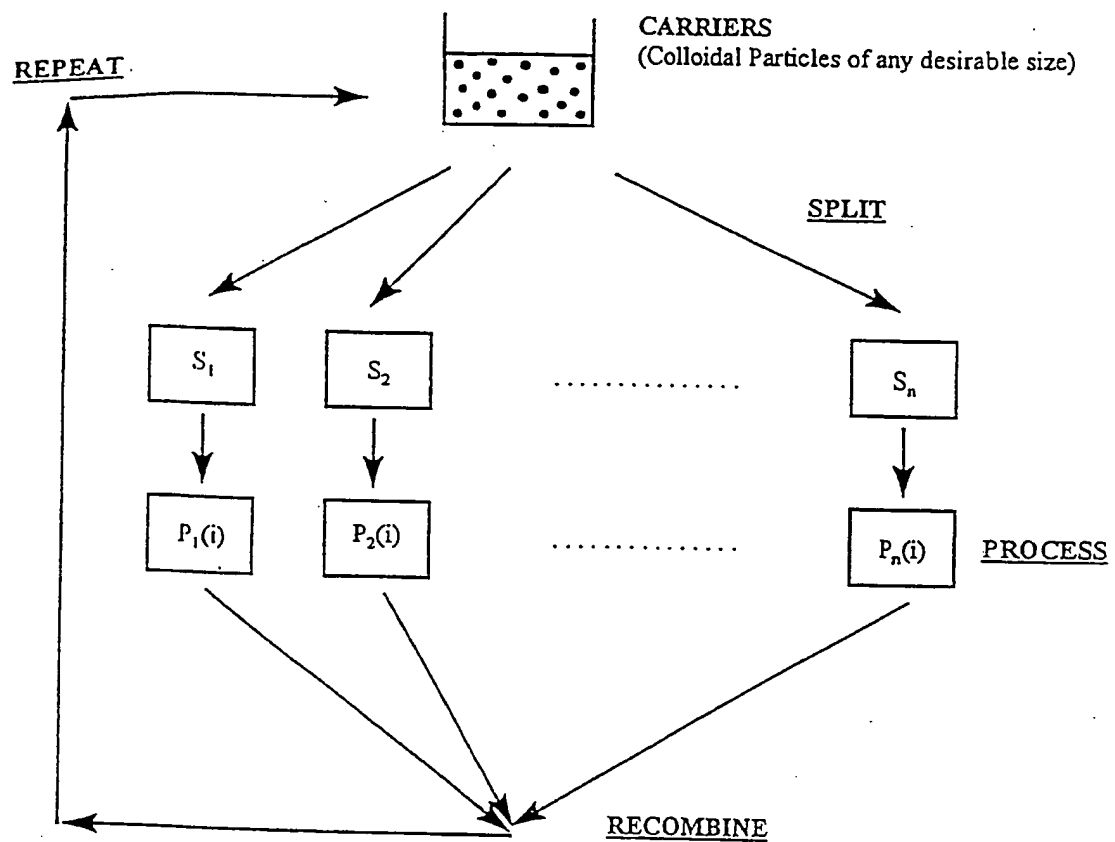 CARRIERS
(Colloidal Particles of any desirable size)
REPEAT
SPLIT
S₁
S₂
....................
Sₙ
P₁(i)
P₂(i)
....................
Pₙ(i)
PROCESS
RECOMBINE